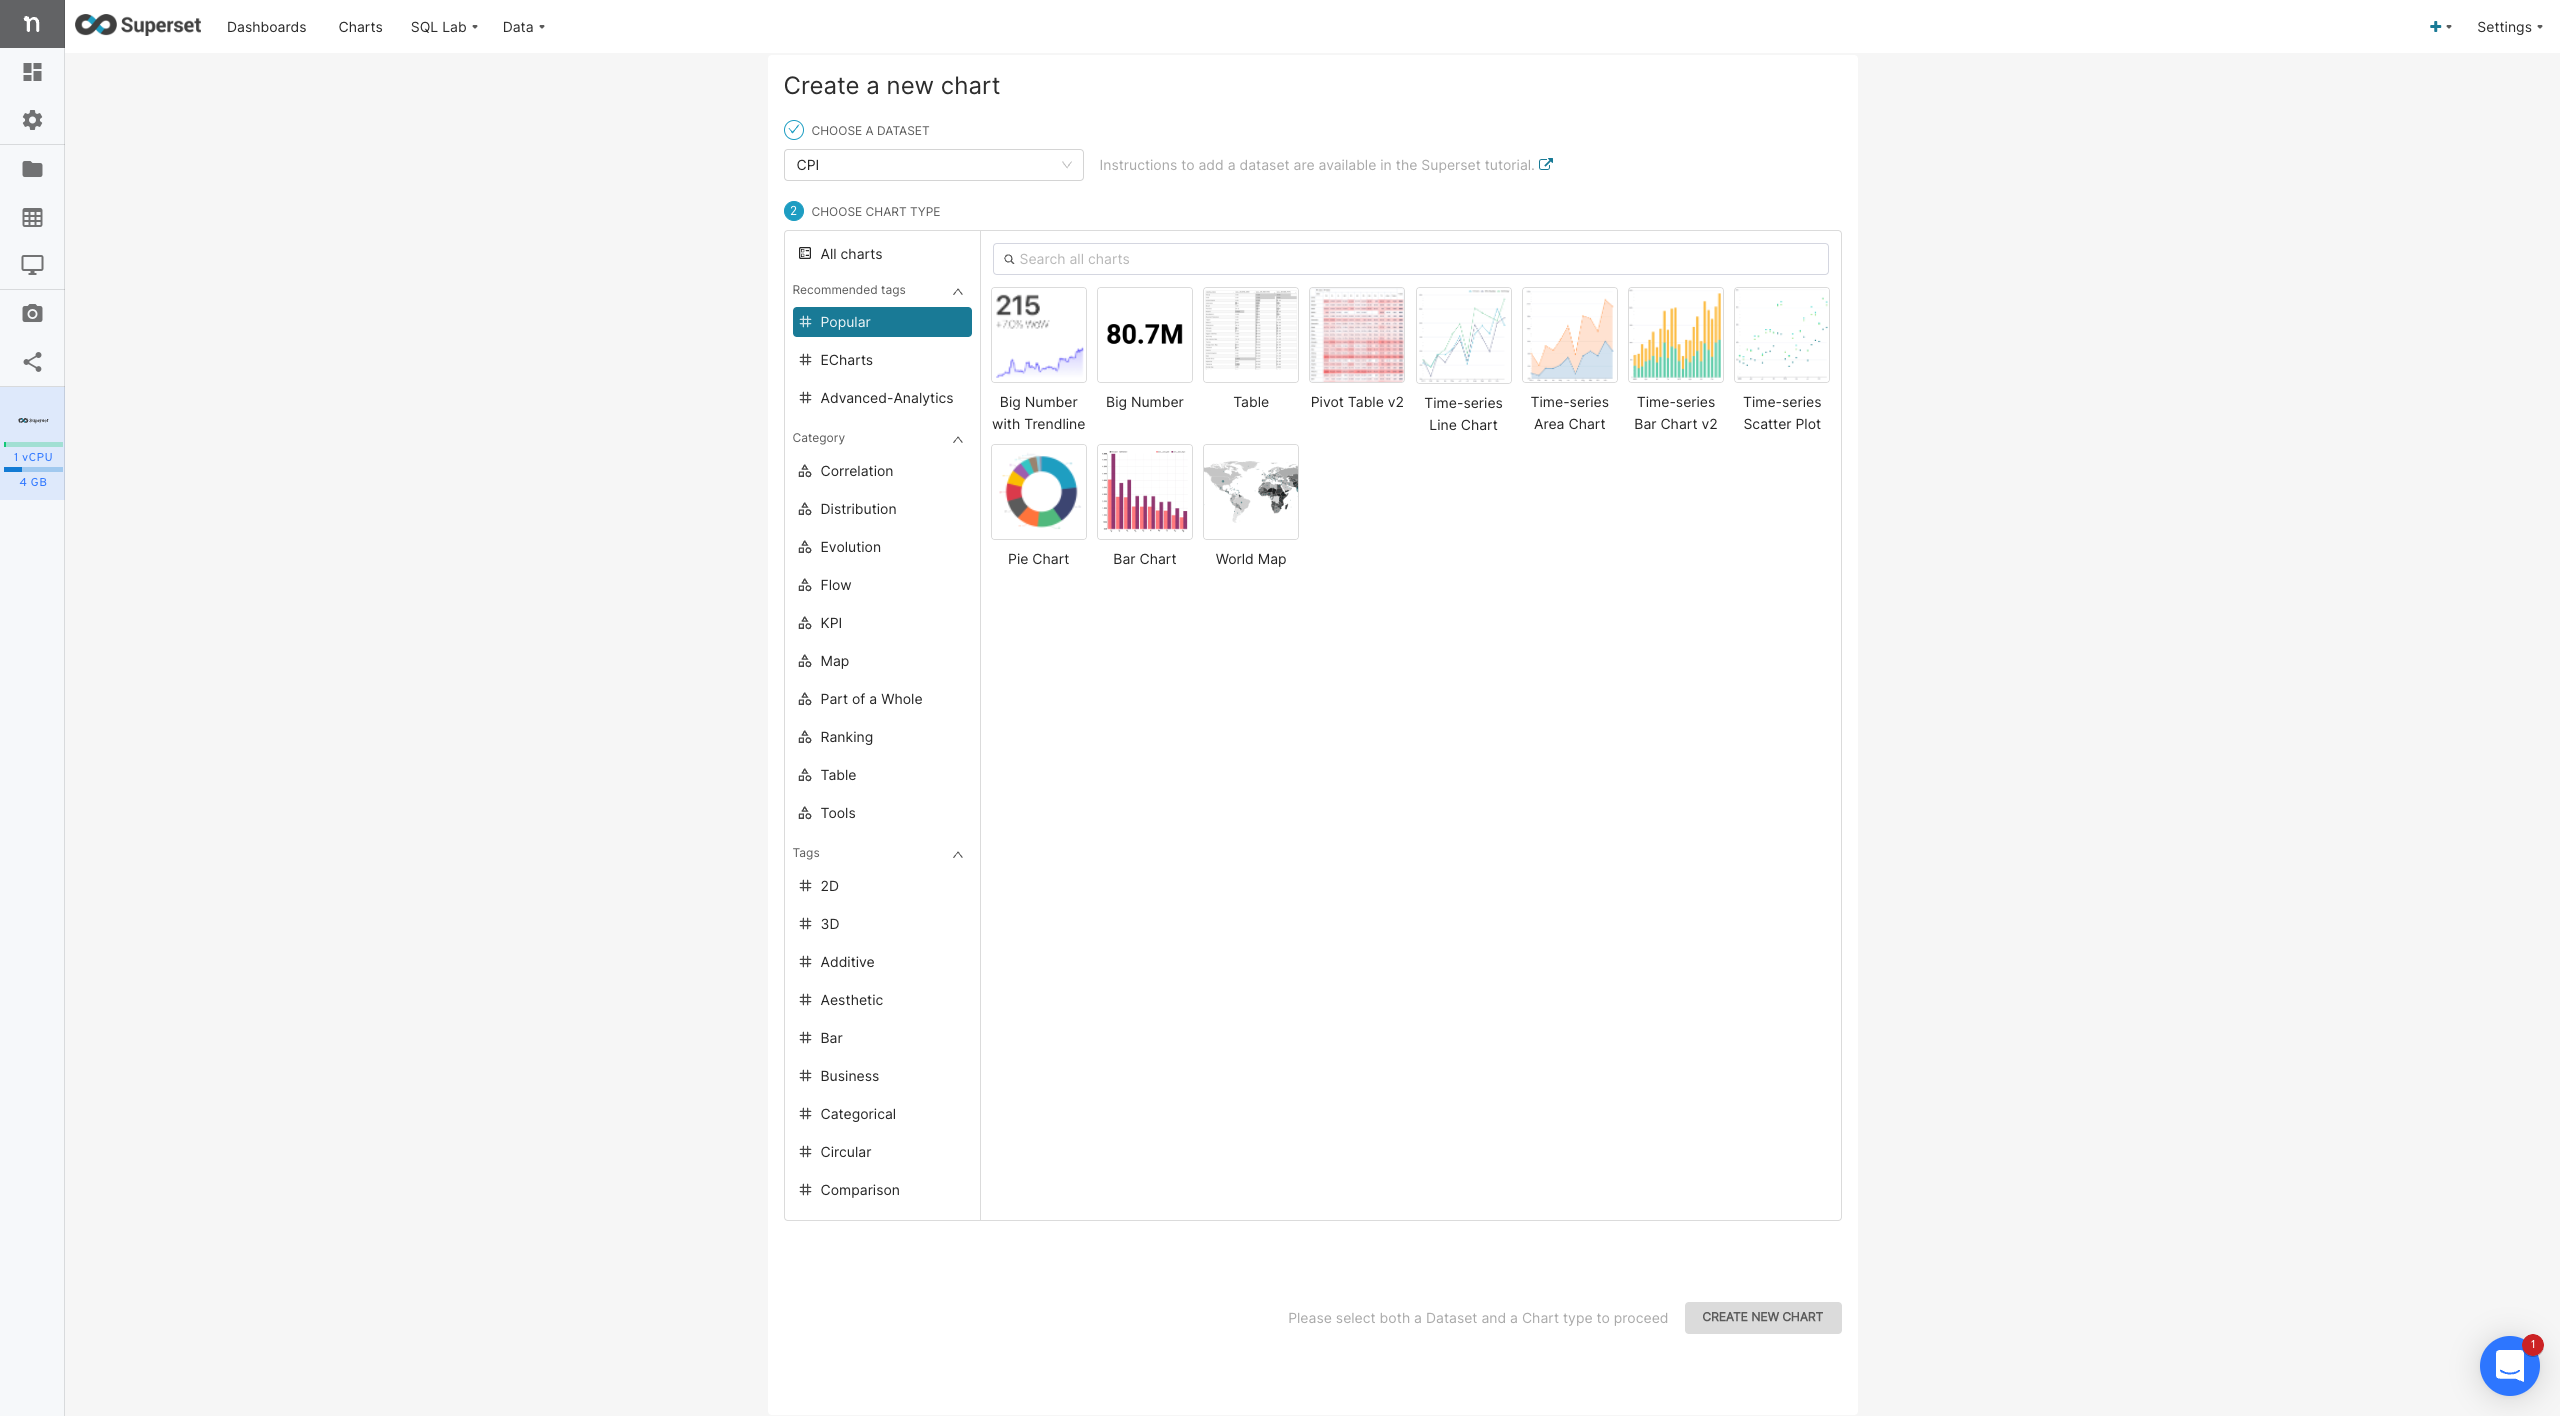 n
Superset
Dashboards
Charts
SQL Lab
Data
Settings
Create a new chart
CHOOSE A DATASET
CPI
Instructions to add a dataset are available in the Superset tutorial.
2 CHOOSE CHART TYPE
All charts
Recommended tags
Popular
ECharts
Advanced-Analytics
Category
Correlation
Distribution
Evolution
Flow
KPI
Map
Part of a Whole
Ranking
Table
Tools
Tags
2D
3D
Additive
Aesthetic
Bar
Business
Categorical
Circular
Comparison
Search all charts
215
80.7M
Big Number
with Trendline
Big Number
Table
Pivot Table v2
Time-series
Line Chart
Time-series
Area Chart
Time-series
Bar Chart v2
Time-series
Scatter Plot
Pie Chart
Bar Chart
World Map
Superset
1 vCPU
4 GB
Please select both a Dataset and a Chart type to proceed
CREATE NEW CHART
1